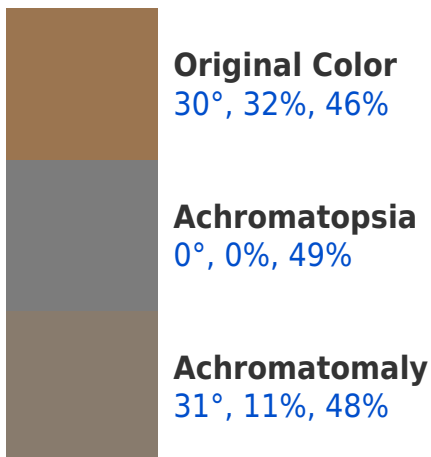 Original Color
30°, 32%, 46%
Achromatopsia
0°, 0%, 49%
Achromatomaly
31°, 11%, 48%